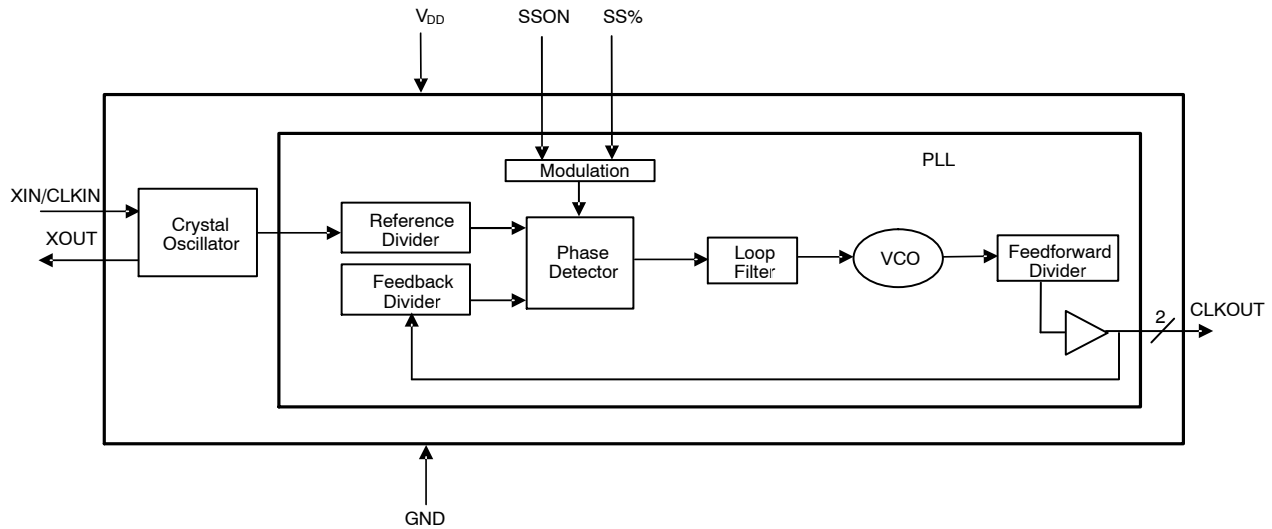 VDD
SSON
SS%
PLL
Modulation
XIN/CLKIN
XOUT
Crystal
Oscillator
Reference
Divider
Feedback
Divider
Phase
Detector
Loop
Filter
VCO
Feedforward
Divider
2
CLKOUT
GND